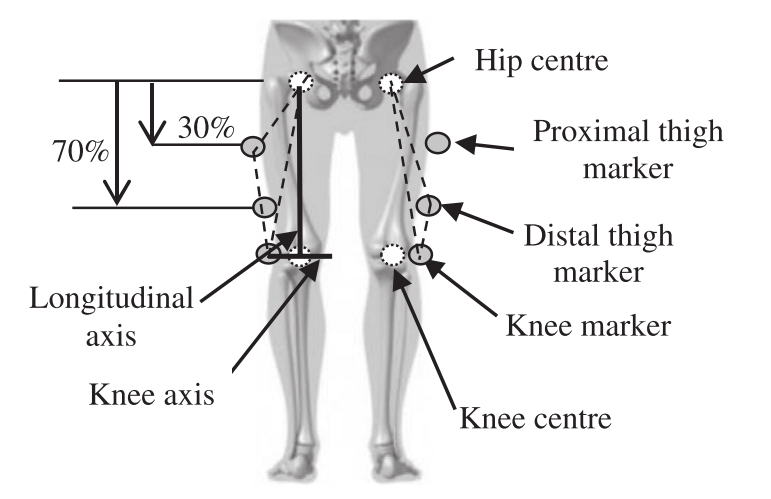 Hip centre
30%
70%
Proximal thigh
marker
Distal thigh
marker
Longitudinal
axis
Knee marker
Knee axis
Knee centre